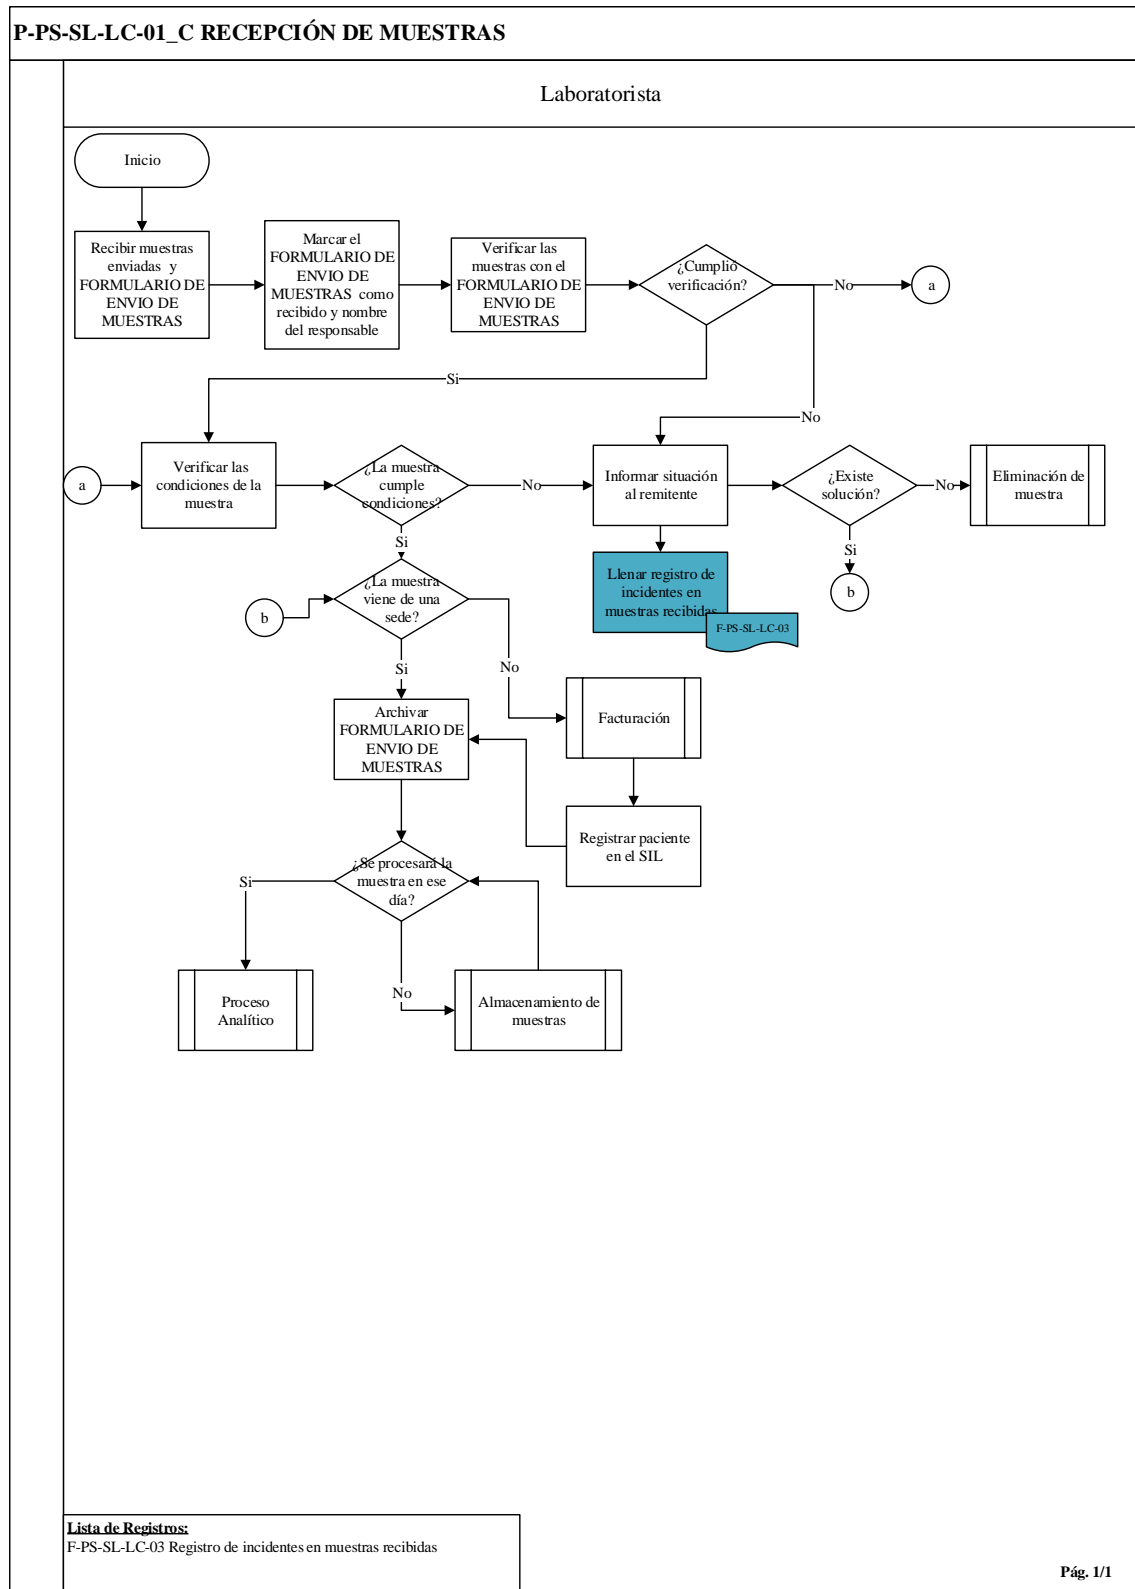 P-PS-SL-LC-01_C RECEPCIÓN DE MUESTRAS
Laboratorista
Inicio
Recibir muestras
enviadas y
FORMULARIO DE
ENVIO DE
MUESTRAS
Marcar el
FORMULARIO DE
ENVIO DE
MUESTRAS como
recibido y nombre
del responsable
Verificar las
muestras con el
FORMULARIO DE
ENVIO DE
MUESTRAS
¿Cumplió
verificación?
No
a
Si
No
a
Verificar las
condiciones de la
muestra
¿La muestra
cumple
condiciones?
No
Informar situación
al remitente
¿Existe
solución?
No
Eliminación de
muestra
Si
Si
b
Llenar registro de
incidentes en
muestras recibidas
F-PS-SL-LC-03
b
¿La muestra
viene de una
sede?
Si
No
Archivar
FORMULARIO DE
ENVIO DE
MUESTRAS
Facturación
Registrar paciente
en el SIL
¿Se procesará la
muestra en ese
día?
Si
No
Proceso
Analítico
Almacenamiento de
muestras
Lista de Registros:
F-PS-SL-LC-03 Registro de incidentes en muestras recibidas
Pág. 1/1